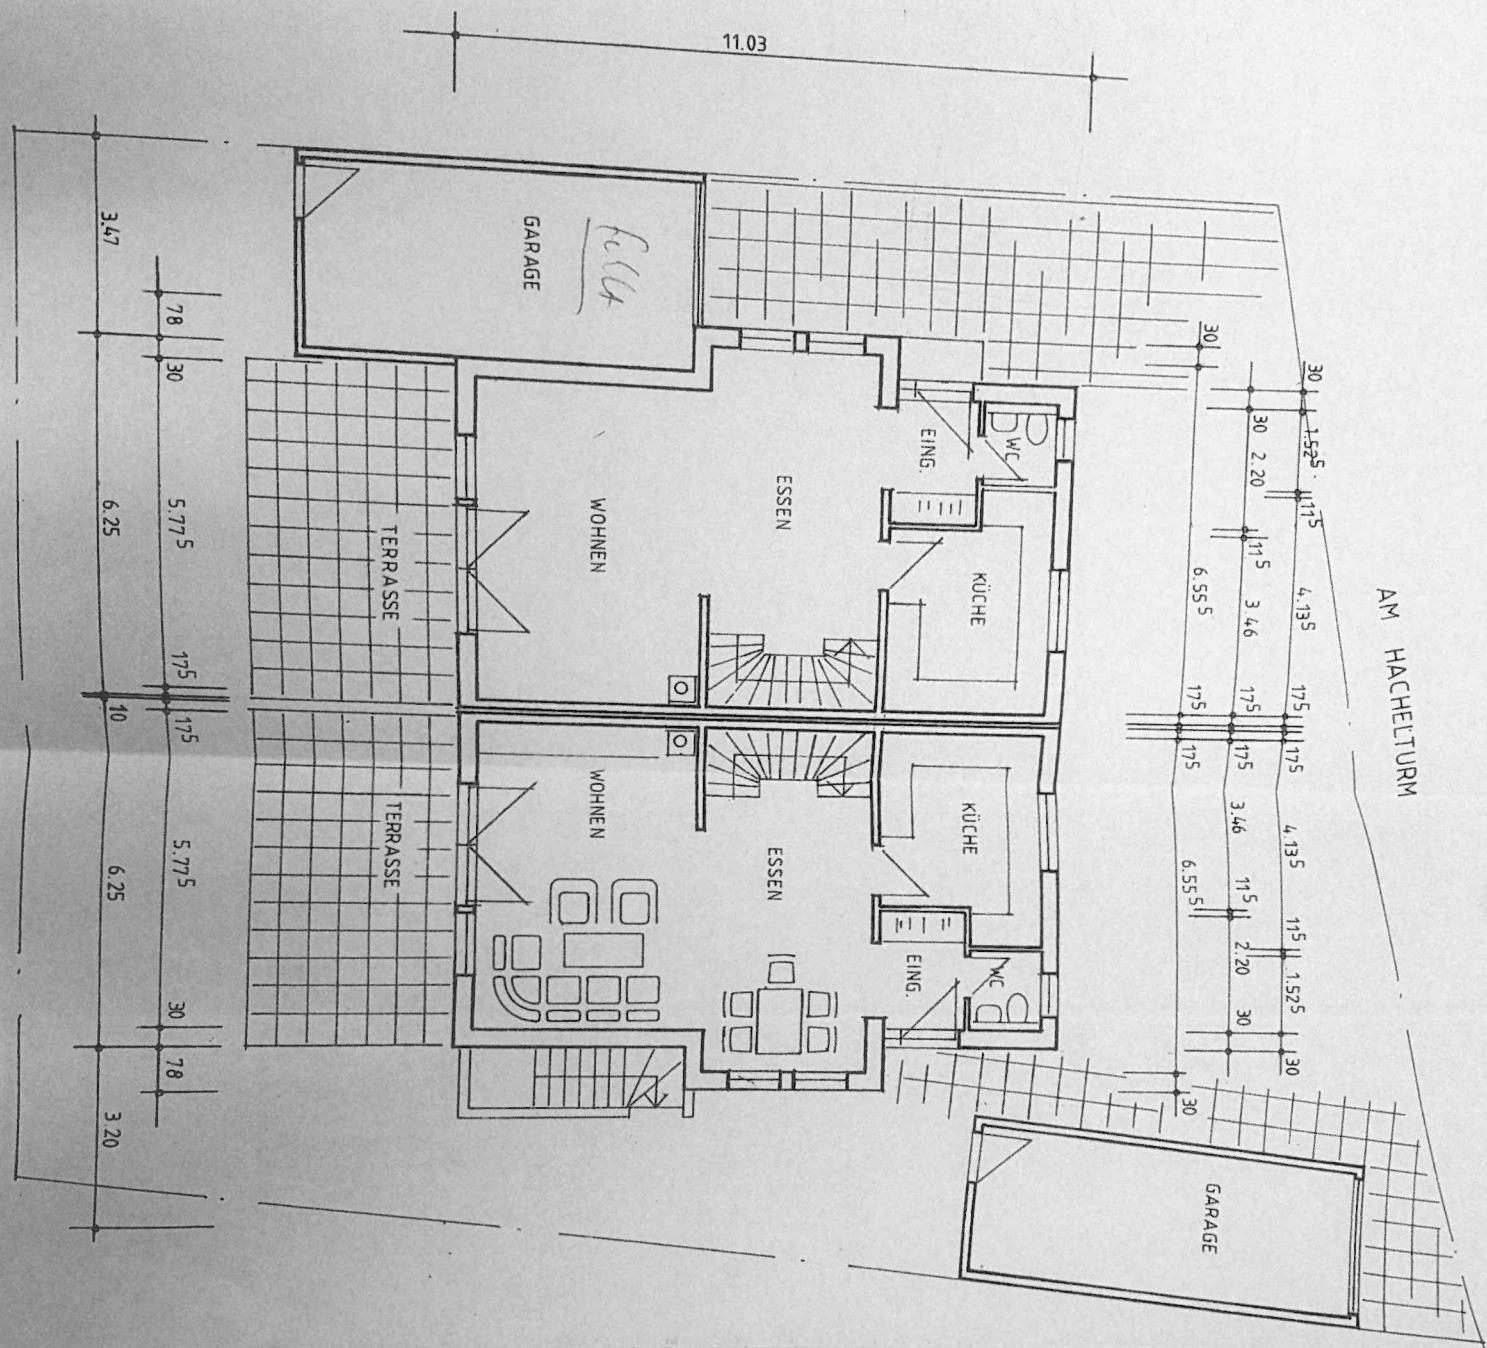 11.03
AM HACHELTURM
30
1.52⁵
11⁵
4.13⁵
17⁵
17⁵
4.13⁵
11⁵
1.52⁵
30
30
2.20
11⁵
3.46
17⁵
17⁵
3.46
11⁵
2.20
30
30
6.55⁵
17⁵
17⁵
6.55⁵
30
WC
EING.
KÜCHE
KÜCHE
EING.
WC
GARAGE
ESSEN
ESSEN
GARAGE
WOHNEN
WOHNEN
TERRASSE
TERRASSE
78
30
5.77⁵
17⁵
17⁵
5.77⁵
30
78
3.47
6.25
10
6.25
3.20